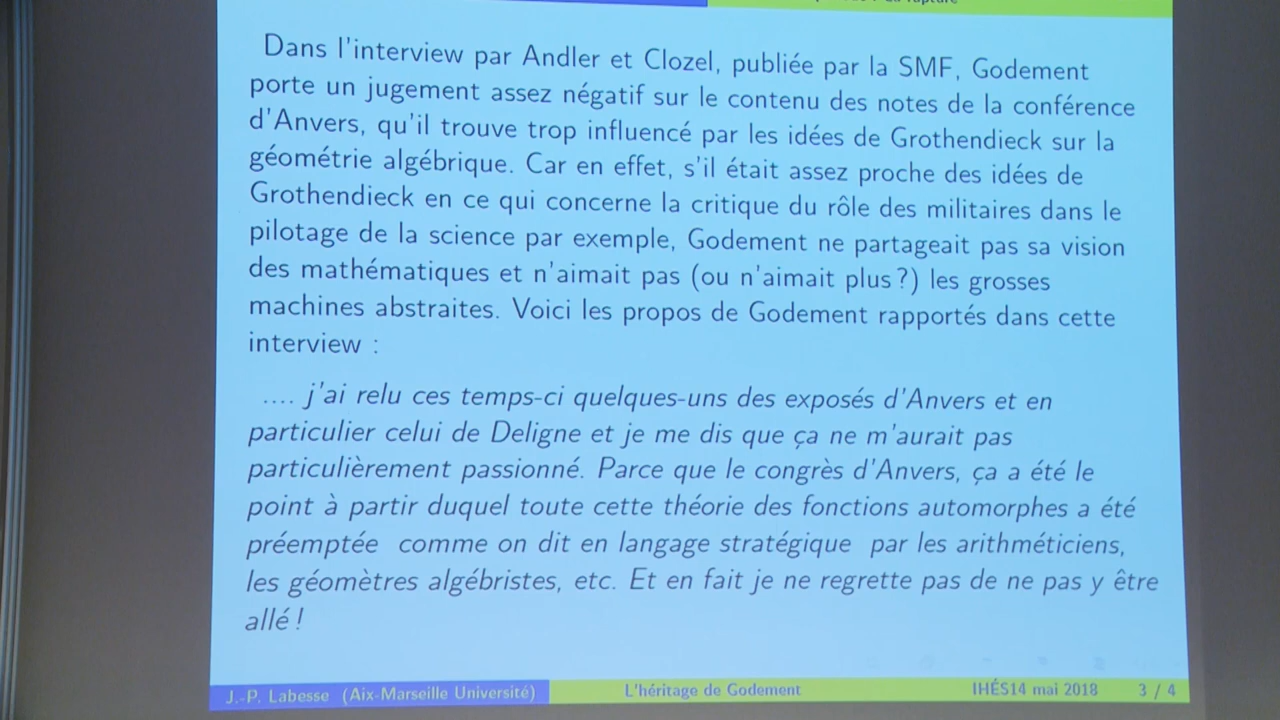 Dans l'interview par Andler et Clozel, publiée par la SMF, Godement
porte un jugement assez négatif sur le contenu des notes de la conférence
d'Anvers, qu'il trouve trop influencé par les idées de Grothendieck sur la
géométrie algébrique. Car en effet, s'il était assez proche des idées de
Grothendieck en ce qui concerne la critique du rôle des militaires dans le
pilotage de la science par exemple, Godement ne partageait pas sa vision
des mathématiques et n'aimait pas (ou n'aimait plus ?) les grosses
machines abstraites. Voici les propos de Godement rapportés dans cette
interview :
.... j'ai relu ces temps-ci quelques-uns des exposés d'Anvers et en
particulier celui de Deligne et je me dis que ça ne m'aurait pas
particulièrement passionné. Parce que le congrès d'Anvers, ça a été le
point à partir duquel toute cette théorie des fonctions automorphes a été
préemptée comme on dit en langage stratégique par les arithméticiens,
les géomètres algébristes, etc. Et en fait je ne regrette pas de ne pas y être
allé !
J.-P. Labesse (Aix-Marseille Université) L'héritage de Godement IHÉS14 mai 2018 3 / 4